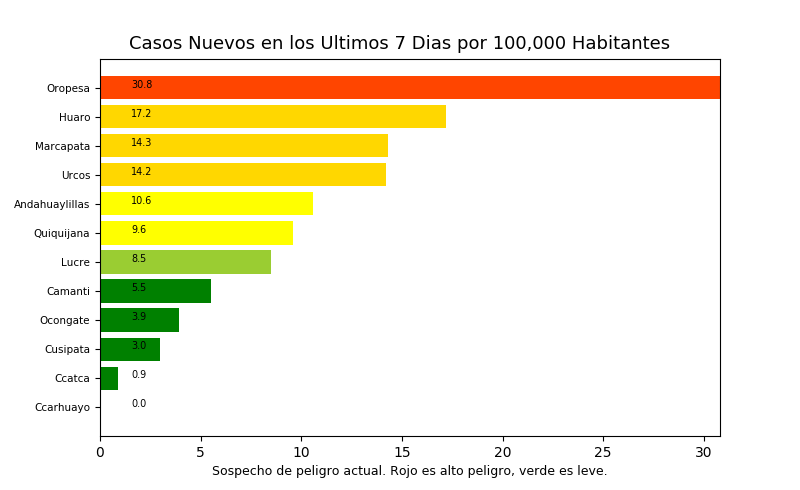 Casos Nuevos en los Ultimos 7 Dias por 100,000 Habitantes
Oropesa 30.8
Huaro 17.2
Marcapata 14.3
Urcos 14.2
Andahuaylillas 10.6
Quiquijana 9.6
Lucre 8.5
Camanti 5.5
Ocongate 3.9
Cusipata 3.0
Ccatca 0.9
Ccarhuayo 0.0
0 5 10 15 20 25 30
Sospecho de peligro actual. Rojo es alto peligro, verde es leve.